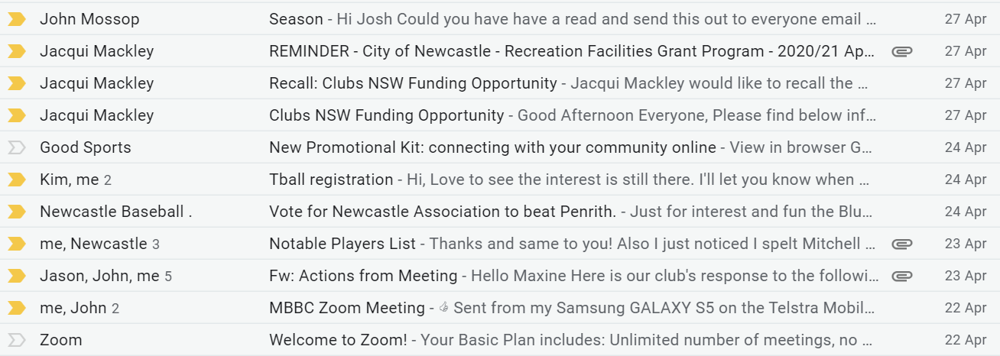 John Mossop Season - Hi Josh Could you have have a read and send this out to everyone email ... 27 Apr
Jacqui Mackley REMINDER - City of Newcastle - Recreation Facilities Grant Program - 2020/21 Ap... 27 Apr
Jacqui Mackley Recall: Clubs NSW Funding Opportunity - Jacqui Mackley would like to recall the ... 27 Apr
Jacqui Mackley Clubs NSW Funding Opportunity - Good Afternoon Everyone, Please find below inf... 27 Apr
Good Sports New Promotional Kit: connecting with your community online - View in browser G... 24 Apr
Kim, me 2 Tball registration - Hi, Love to see the interest is still there. I'll let you know when ... 24 Apr
Newcastle Baseball . Vote for Newcastle Association to beat Penrith. - Just for interest and fun the Blu... 24 Apr
me, Newcastle 3 Notable Players List - Thanks and same to you! Also I just noticed I spelt Mitchell ... 23 Apr
Jason, John, me 5 Fw: Actions from Meeting - Hello Maxine Here is our club's response to the followi... 23 Apr
me, John 2 MBBC Zoom Meeting - Sent from my Samsung GALAXY S5 on the Telstra Mobil... 22 Apr
Zoom Welcome to Zoom! - Your Basic Plan includes: Unlimited number of meetings, no ... 22 Apr